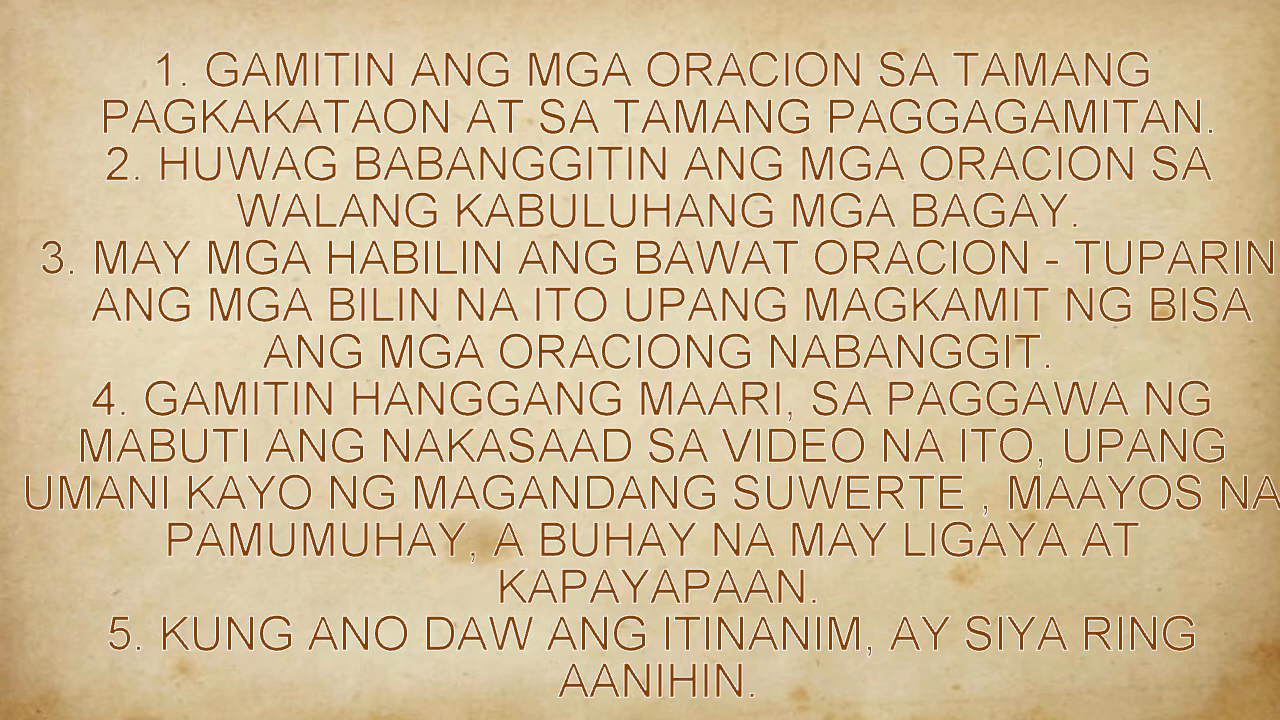 1. GAMITIN ANG MGA ORACION SA TAMANG
PAGKAKATAON AT SA TAMANG PAGGAGAMITAN.
2. HUWAG BABANGGITIN ANG MGA ORACION SA
WALANG KABULUHANG MGA BAGAY.
3. MAY MGA HABILIN ANG BAWAT ORACION - TUPARIN
ANG MGA BILIN NA ITO UPANG MAGKAMIT NG BISA
ANG MGA ORACIONG NABANGGIT.
4. GAMITIN HANGGANG MAARI, SA PAGGAWA NG
MABUTI ANG NAKASAAD SA VIDEO NA ITO, UPANG
UMANI KAYO NG MAGANDANG SUWERTE , MAAYOS NA
PAMUMUHAY, A BUHAY NA MAY LIGAYA AT
KAPAYAPAAN.
5. KUNG ANO DAW ANG ITINANIM, AY SIYA RING
AANIHIN.